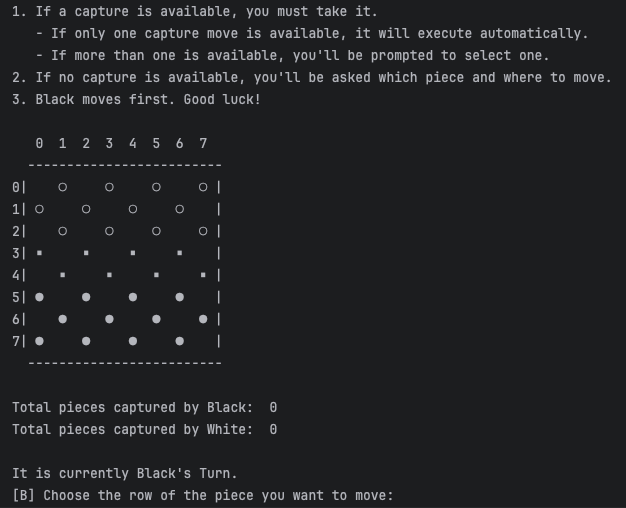 1. If a capture is available, you must take it.
   - If only one capture move is available, it will execute automatically.
   - If more than one is available, you'll be prompted to select one.
2. If no capture is available, you'll be asked which piece and where to move.
3. Black moves first. Good luck!
   0  1  2  3  4  5  6  7
  -------------------------
0|    ○     ○     ○     ○ |
1| ○     ○     ○     ○    |
2|    ○     ○     ○     ○ |
3| ▪     ▪     ▪     ▪    |
4|    ▪     ▪     ▪     ▪ |
5| ●     ●     ●     ●    |
6|    ●     ●     ●     ● |
7| ●     ●     ●     ●    |
  -------------------------
Total pieces captured by Black:  0
Total pieces captured by White:  0
It is currently Black's Turn.
[B] Choose the row of the piece you want to move: